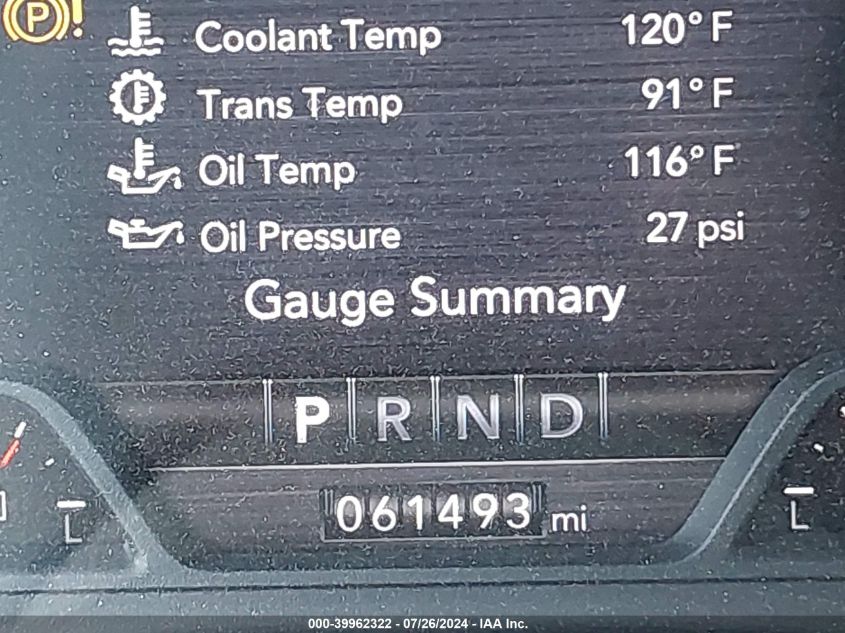 P !
Coolant Temp 120°F
Trans Temp 91°F
Oil Temp 116°F
Oil Pressure 27 psi
Gauge Summary
P R N D
061493 mi
L L
000-39962322 - 07/26/2024 - IAA Inc.